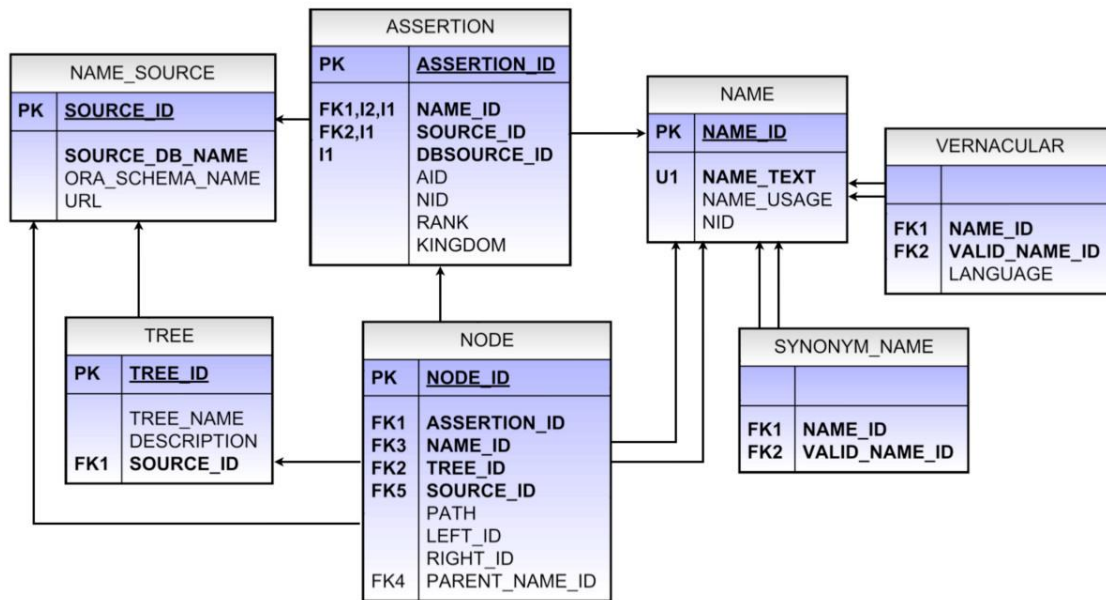 ASSERTION
PK ASSERTION_ID
FK1,I2,I1 NAME_ID
FK2,I1 SOURCE_ID
I1 DBSOURCE_ID
AID
NID
RANK
KINGDOM
NAME_SOURCE
PK SOURCE_ID
SOURCE_DB_NAME
ORA_SCHEMA_NAME
URL
NAME
PK NAME_ID
U1 NAME_TEXT
NAME_USAGE
NID
VERNACULAR
FK1 NAME_ID
FK2 VALID_NAME_ID
LANGUAGE
TREE
PK TREE_ID
TREE_NAME
DESCRIPTION
FK1 SOURCE_ID
NODE
PK NODE_ID
FK1 ASSERTION_ID
FK3 NAME_ID
FK2 TREE_ID
FK5 SOURCE_ID
PATH
LEFT_ID
RIGHT_ID
FK4 PARENT_NAME_ID
SYNONYM_NAME
FK1 NAME_ID
FK2 VALID_NAME_ID